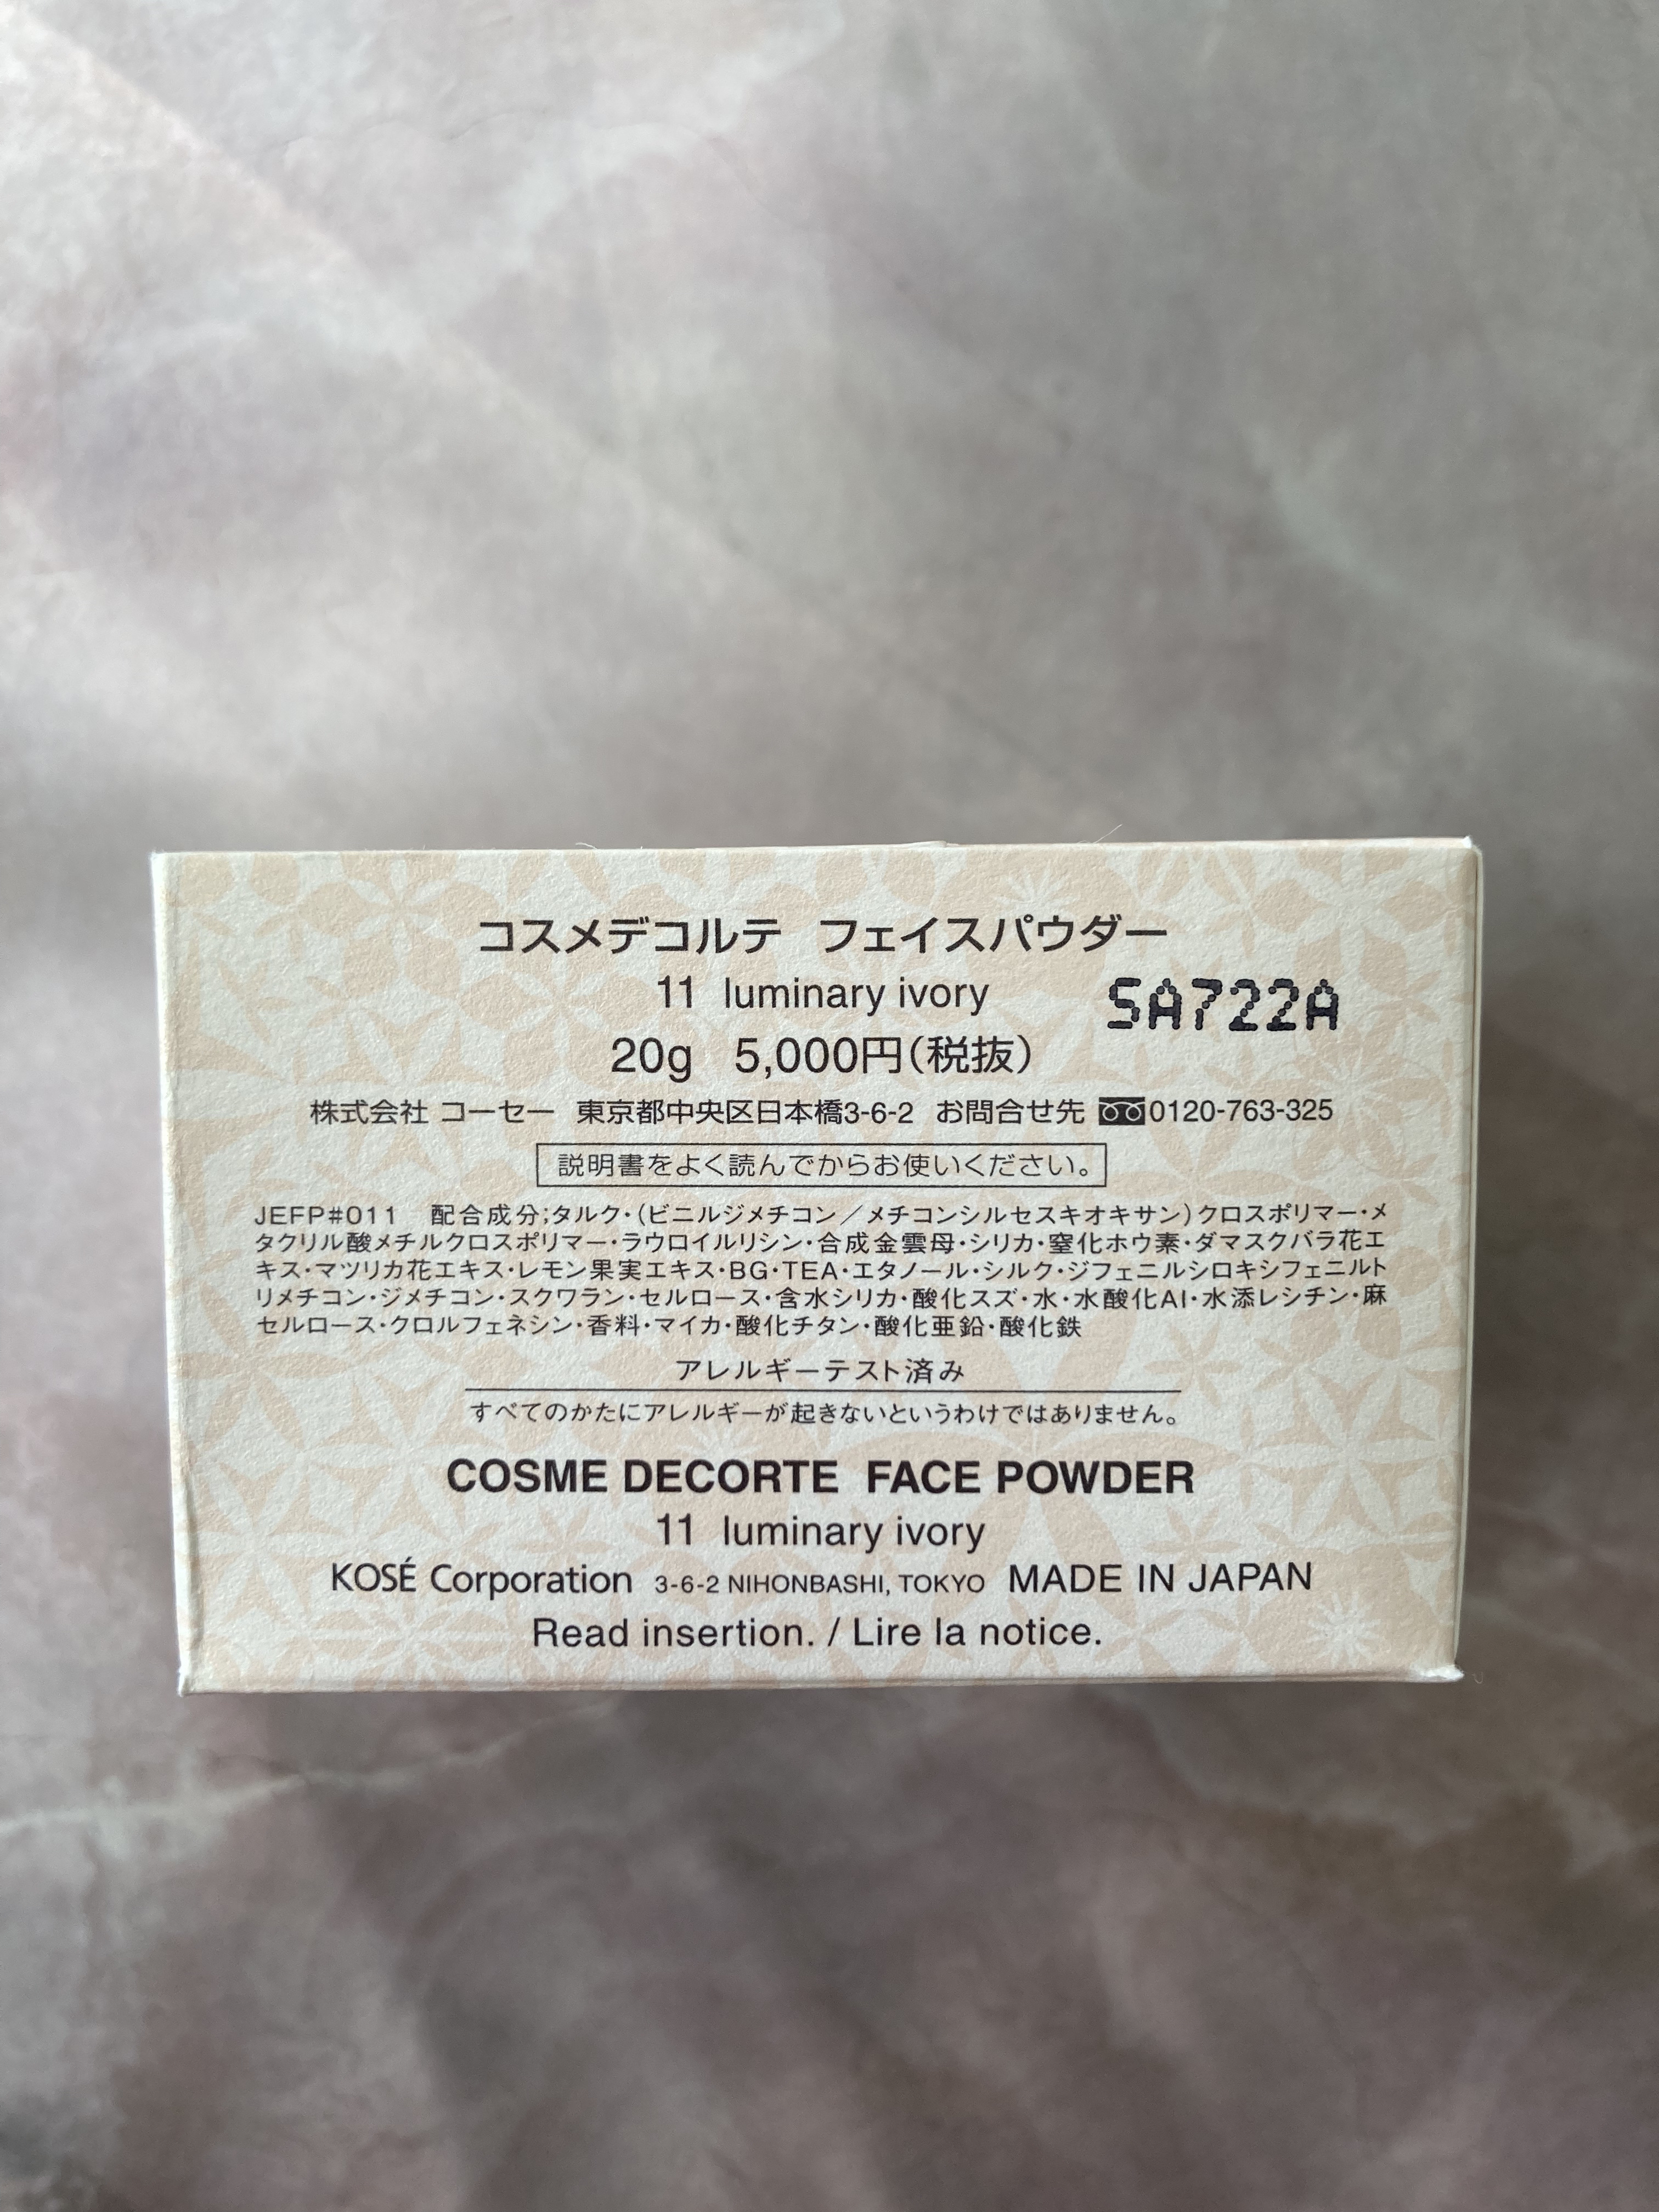 コスメデコルテ フェイスパウダー
11 luminary ivory
SA722A
20g 5,000円(税抜)
株式会社 コーセー 東京都中央区日本橋3-6-2 お問合せ先 0120-763-325
説明書をよく読んでからお使いください。
JEFP#011 配合成分;タルク・(ビニルジメチコン/メチコンシルセスキオキサン)クロスポリマー・メ
タクリル酸メチルクロスポリマー・ラウロイルリシン・合成金雲母・シリカ・窒化ホウ素・ダマスクバラ花エ
キス・マツリカ花エキス・レモン果実エキス・BG・TEA・エタノール・シルク・ジフェニルシロキシフェニルト
リメチコン・ジメチコン・スクワラン・セルロース・含水シリカ・酸化スズ・水・水酸化Al・水添レシチン・麻
セルロース・クロルフェネシン・香料・マイカ・酸化チタン・酸化亜鉛・酸化鉄
アレルギーテスト済み
すべてのかたにアレルギーが起きないというわけではありません。
COSME DECORTE FACE POWDER
11 luminary ivory
KOSÉ Corporation 3-6-2 NIHONBASHI, TOKYO MADE IN JAPAN
Read insertion. / Lire la notice.